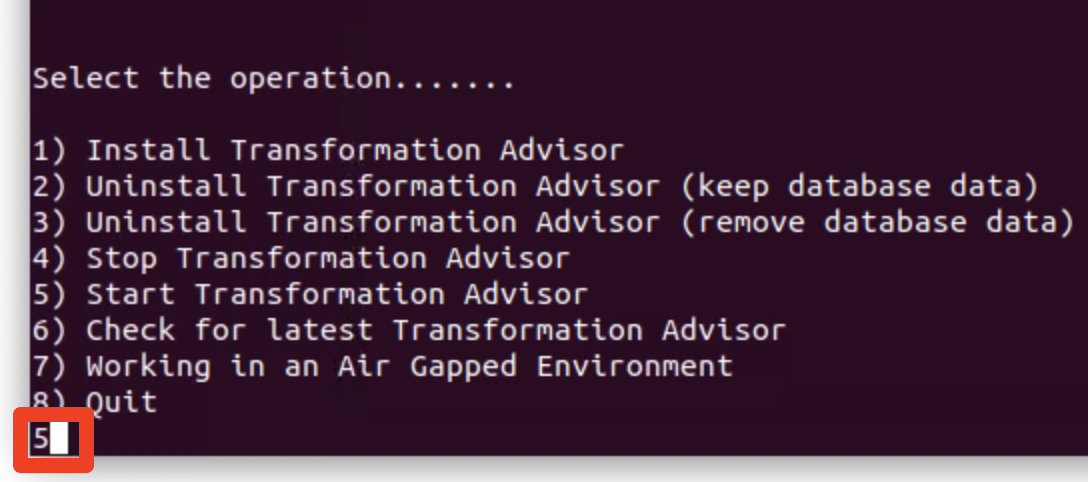 Select the operation.......
1) Install Transformation Advisor
2) Uninstall Transformation Advisor (keep database data)
3) Uninstall Transformation Advisor (remove database data)
4) Stop Transformation Advisor
5) Start Transformation Advisor
6) Check for latest Transformation Advisor
7) Working in an Air Gapped Environment
8) Quit
5